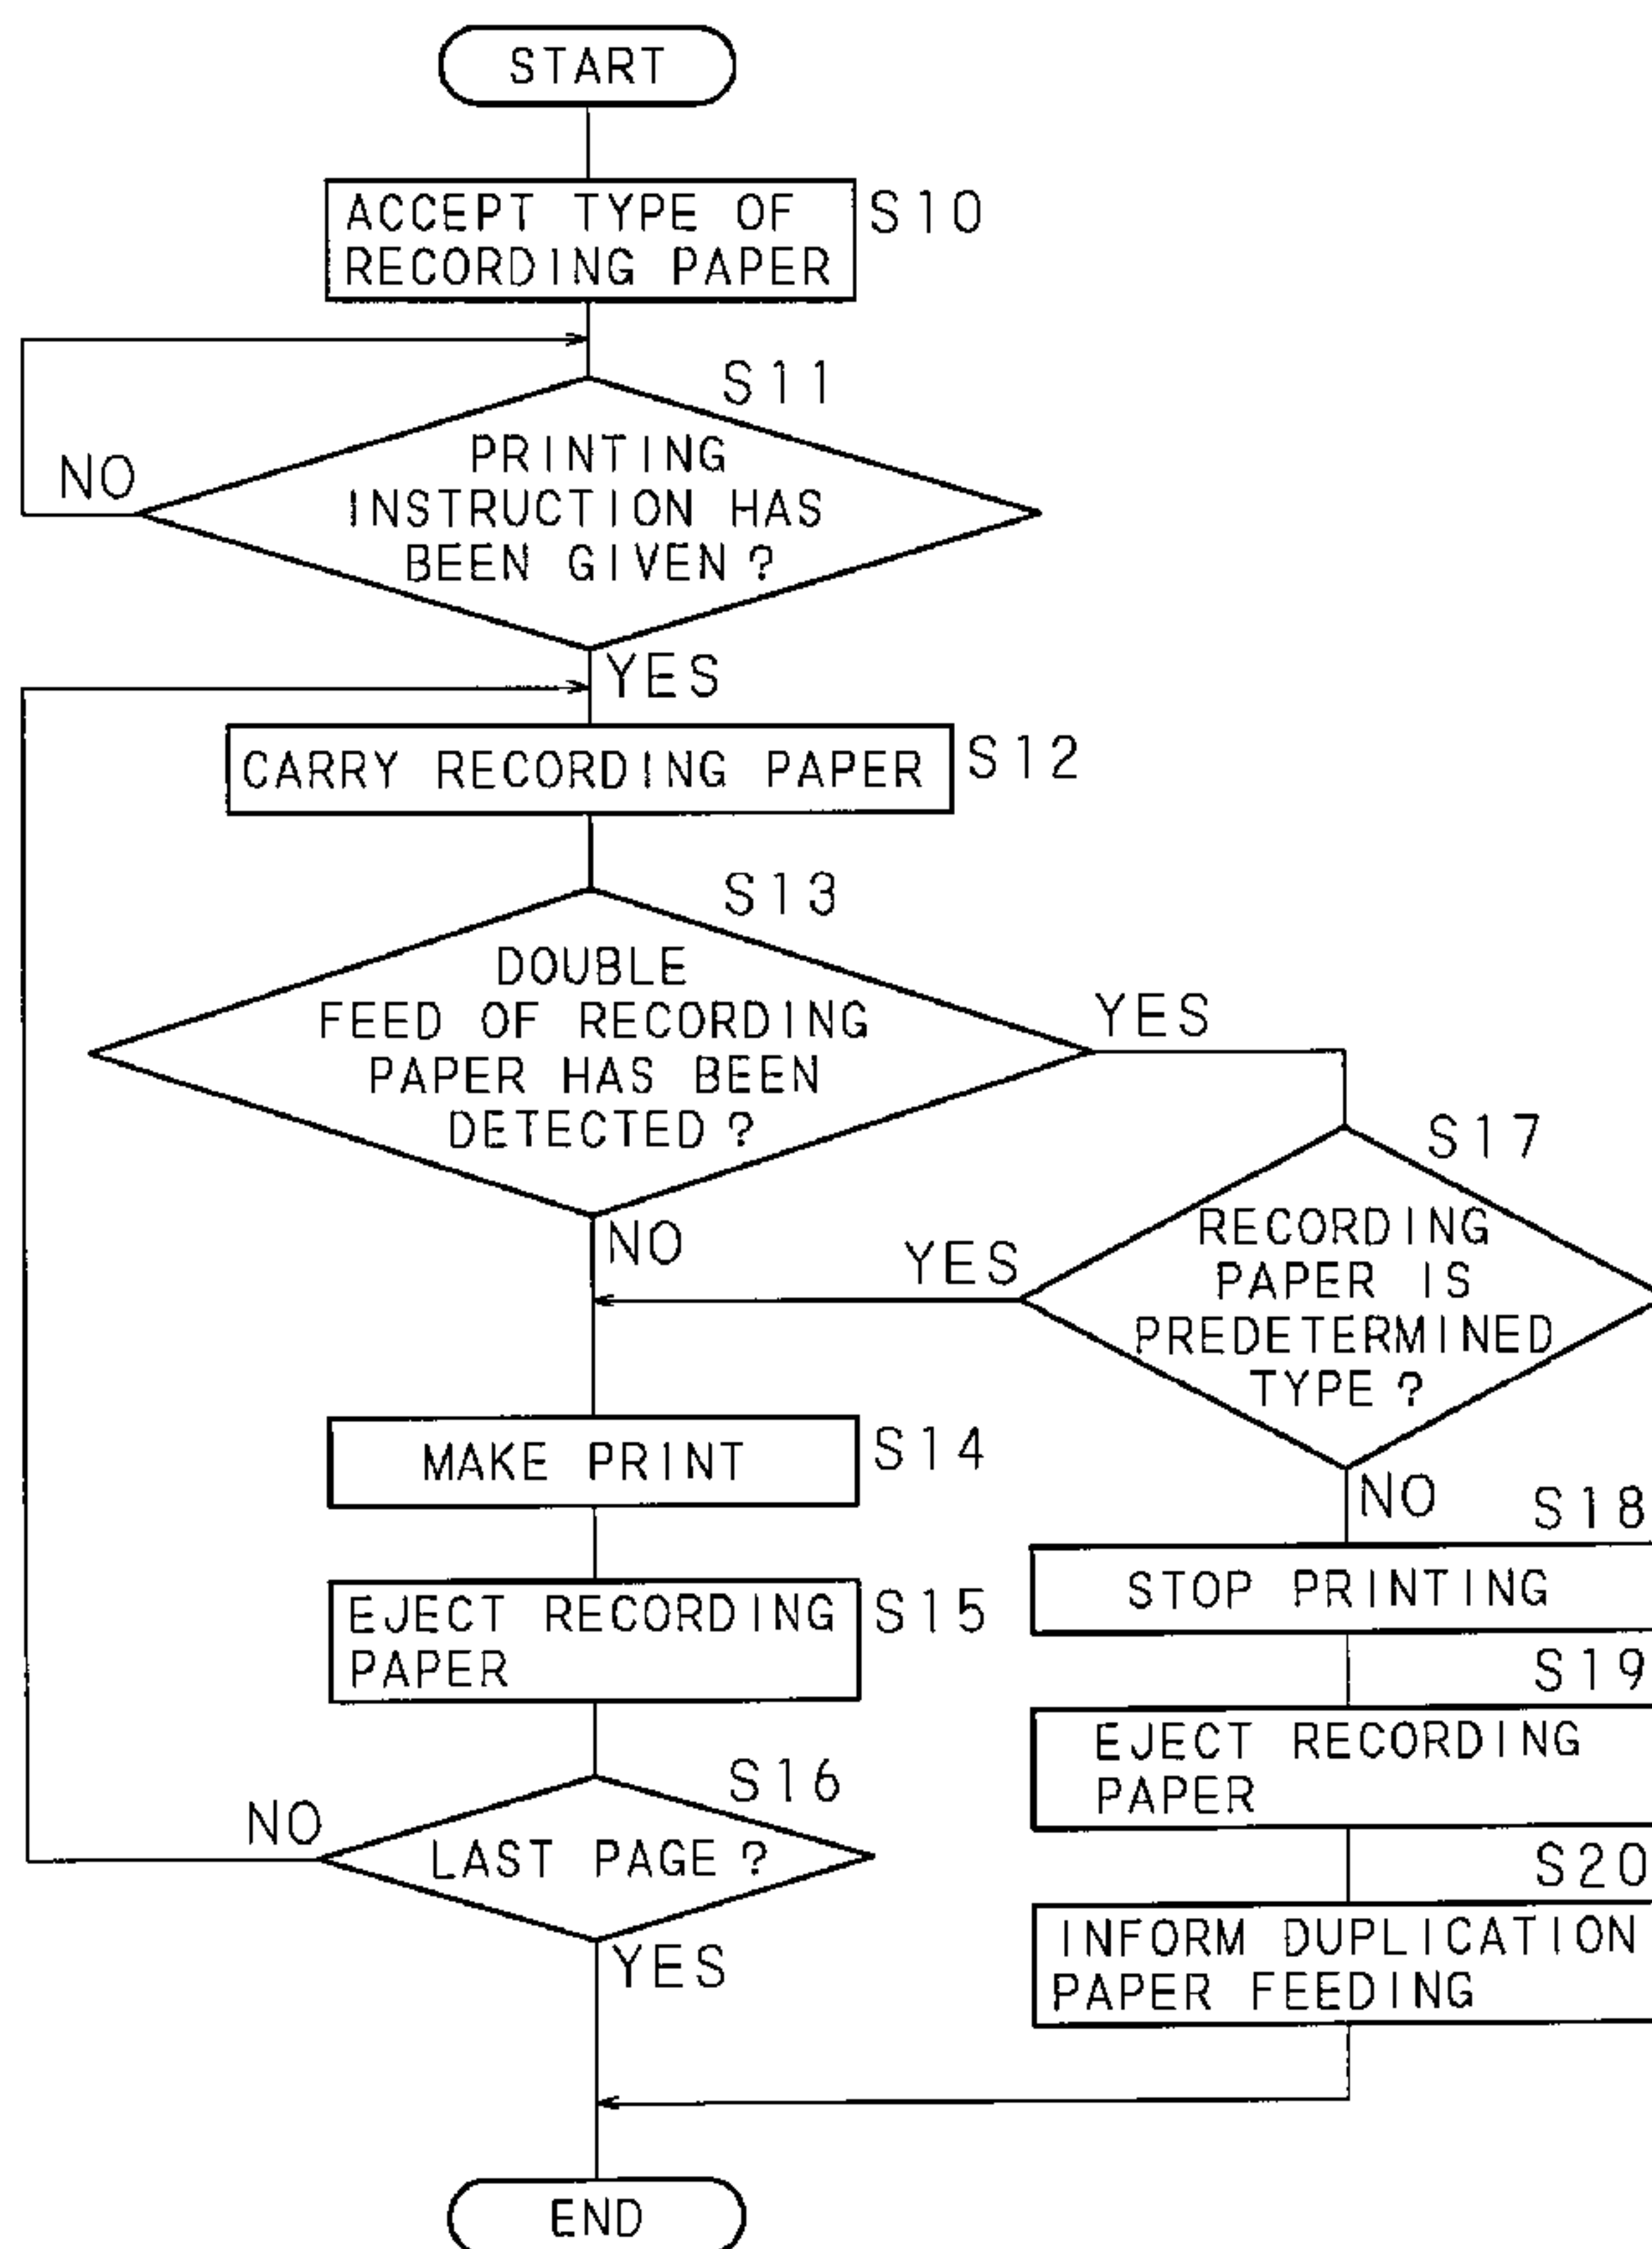 START
ACCEPT TYPE OF
RECORDING PAPER
S10
S11
NO
PRINTING
INSTRUCTION HAS
BEEN GIVEN?
YES
CARRY RECORDING PAPER
S12
S13
DOUBLE
FEED OF RECORDING
PAPER HAS BEEN
DETECTED?
YES
NO
S17
RECORDING
PAPER IS
PREDETERMINED
TYPE?
YES
NO
MAKE PRINT
S14
S18
STOP PRINTING
EJECT RECORDING
PAPER
S15
S19
EJECT RECORDING
PAPER
S16
NO
LAST PAGE?
YES
S20
INFORM DUPLICATION
PAPER FEEDING
END